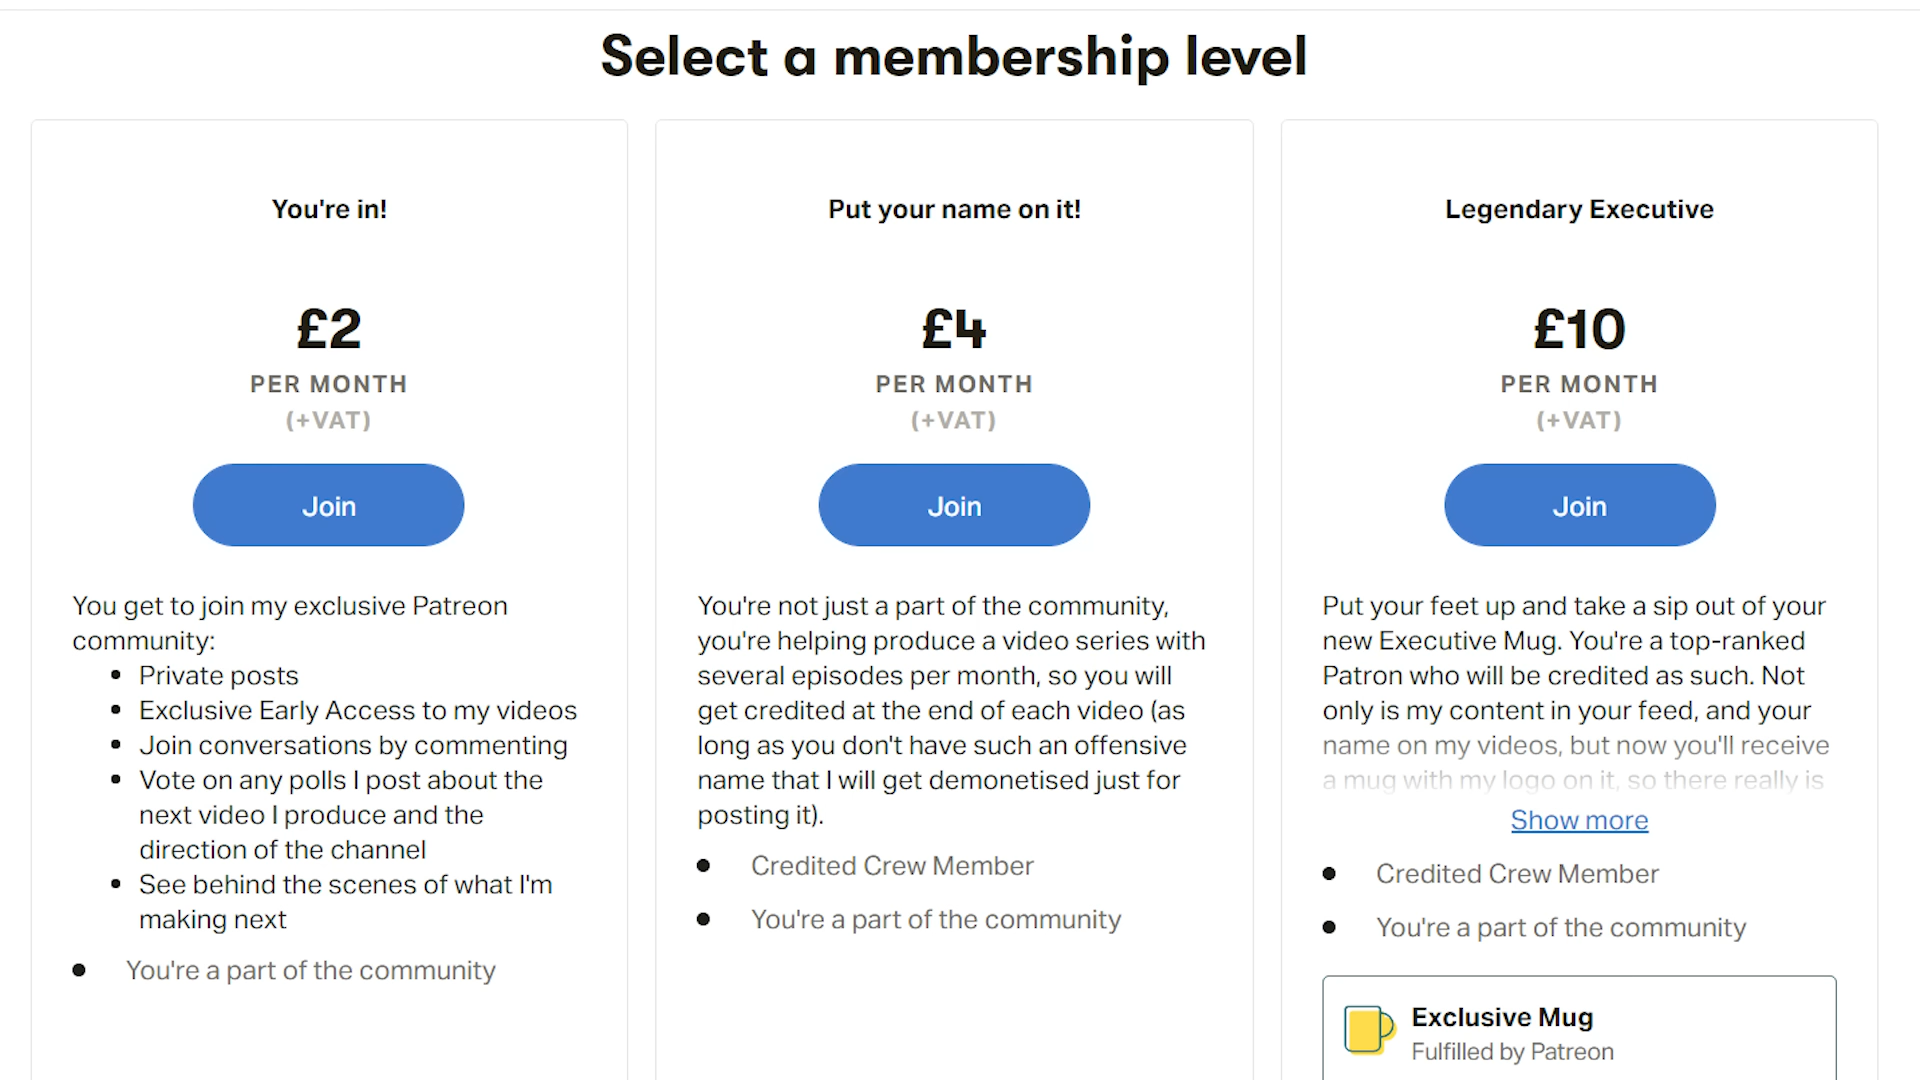 Select a membership level
You're in!
£2
PER MONTH
(+VAT)
Join
You get to join my exclusive Patreon
community:
Private posts
Exclusive Early Access to my videos
Join conversations by commenting
Vote on any polls I post about the
next video I produce and the
direction of the channel
See behind the scenes of what I'm
making next
You're a part of the community
Put your name on it!
£4
PER MONTH
(+VAT)
Join
You're not just a part of the community,
you're helping produce a video series with
several episodes per month, so you will
get credited at the end of each video (as
long as you don't have such an offensive
name that I will get demonetised just for
posting it).
Credited Crew Member
You're a part of the community
Legendary Executive
£10
PER MONTH
(+VAT)
Join
Put your feet up and take a sip out of your
new Executive Mug. You're a top-ranked
Patron who will be credited as such. Not
only is my content in your feed, and your
name on my videos, but now you'll receive
a mug with my logo on it, so there really is
Show more
Credited Crew Member
You're a part of the community
Exclusive Mug
Fulfilled by Patreon